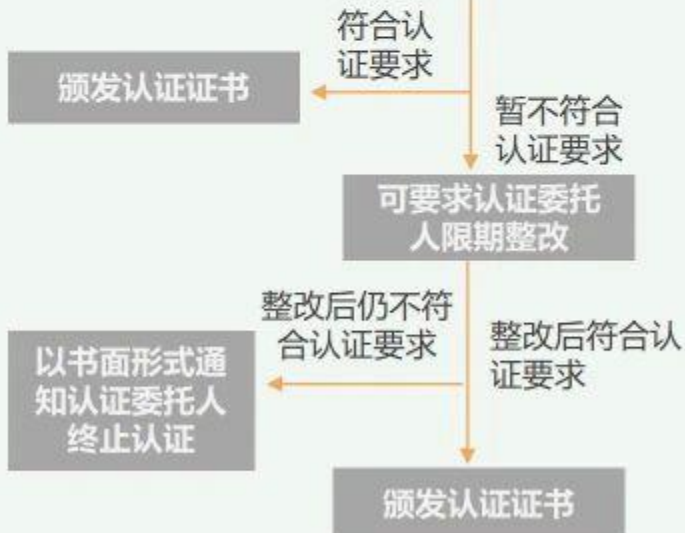 符合认
证要求
颁发认证证书
暂不符合
认证要求
可要求认证委托
人限期整改
整改后仍不符
合认证要求
整改后符合认
证要求
以书面形式通
知认证委托人
终止认证
颁发认证证书